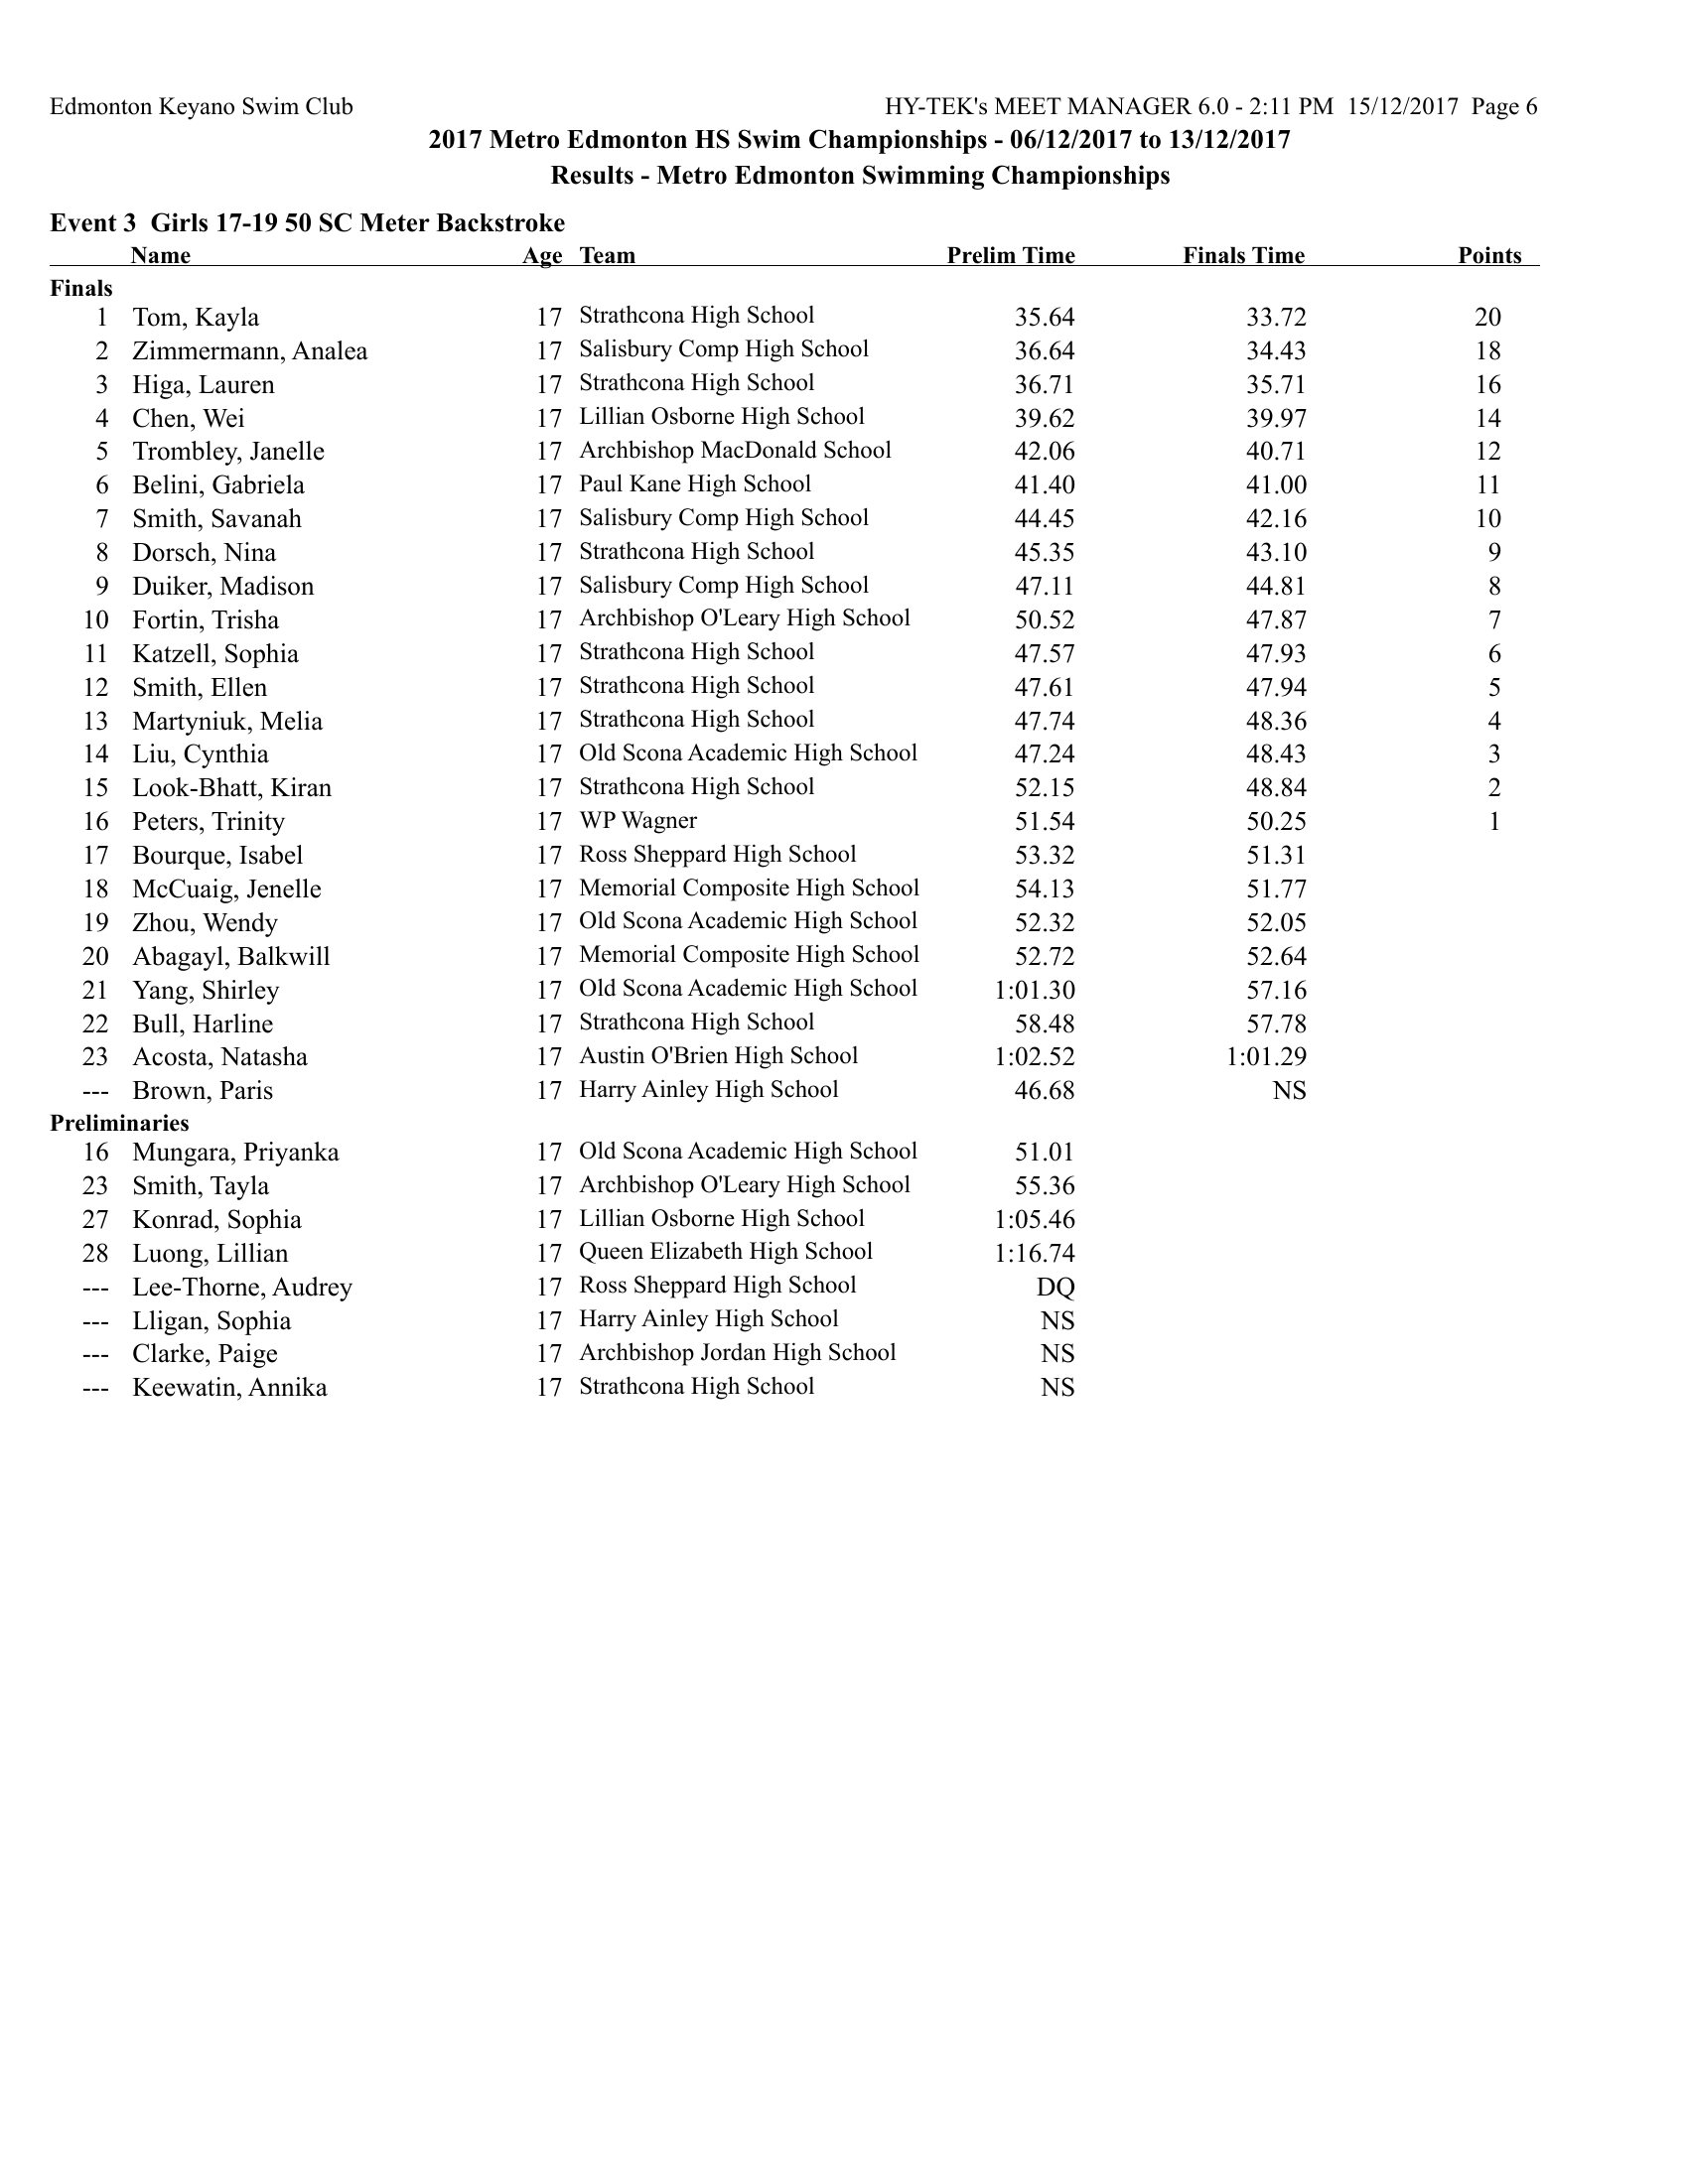 Edmonton Keyano Swim Club HY-TEK's MEET MANAGER 6.0 - 2:11 PM 15/12/2017 Page 6
2017 Metro Edmonton HS Swim Championships - 06/12/2017 to 13/12/2017
Results - Metro Edmonton Swimming Championships
Event 3 Girls 17-19 50 SC Meter Backstroke
Name Age Team Prelim Time Finals Time Points
Finals
1 Tom, Kayla 17 Strathcona High School 35.64 33.72 20
2 Zimmermann, Analea 17 Salisbury Comp High School 36.64 34.43 18
3 Higa, Lauren 17 Strathcona High School 36.71 35.71 16
4 Chen, Wei 17 Lillian Osborne High School 39.62 39.97 14
5 Trombley, Janelle 17 Archbishop MacDonald School 42.06 40.71 12
6 Belini, Gabriela 17 Paul Kane High School 41.40 41.00 11
7 Smith, Savanah 17 Salisbury Comp High School 44.45 42.16 10
8 Dorsch, Nina 17 Strathcona High School 45.35 43.10 9
9 Duiker, Madison 17 Salisbury Comp High School 47.11 44.81 8
10 Fortin, Trisha 17 Archbishop O'Leary High School 50.52 47.87 7
11 Katzell, Sophia 17 Strathcona High School 47.57 47.93 6
12 Smith, Ellen 17 Strathcona High School 47.61 47.94 5
13 Martyniuk, Melia 17 Strathcona High School 47.74 48.36 4
14 Liu, Cynthia 17 Old Scona Academic High School 47.24 48.43 3
15 Look-Bhatt, Kiran 17 Strathcona High School 52.15 48.84 2
16 Peters, Trinity 17 WP Wagner 51.54 50.25 1
17 Bourque, Isabel 17 Ross Sheppard High School 53.32 51.31
18 McCuaig, Jenelle 17 Memorial Composite High School 54.13 51.77
19 Zhou, Wendy 17 Old Scona Academic High School 52.32 52.05
20 Abagayl, Balkwill 17 Memorial Composite High School 52.72 52.64
21 Yang, Shirley 17 Old Scona Academic High School 1:01.30 57.16
22 Bull, Harline 17 Strathcona High School 58.48 57.78
23 Acosta, Natasha 17 Austin O'Brien High School 1:02.52 1:01.29
--- Brown, Paris 17 Harry Ainley High School 46.68 NS
Preliminaries
16 Mungara, Priyanka 17 Old Scona Academic High School 51.01
23 Smith, Tayla 17 Archbishop O'Leary High School 55.36
27 Konrad, Sophia 17 Lillian Osborne High School 1:05.46
28 Luong, Lillian 17 Queen Elizabeth High School 1:16.74
--- Lee-Thorne, Audrey 17 Ross Sheppard High School DQ
--- Lligan, Sophia 17 Harry Ainley High School NS
--- Clarke, Paige 17 Archbishop Jordan High School NS
--- Keewatin, Annika 17 Strathcona High School NS